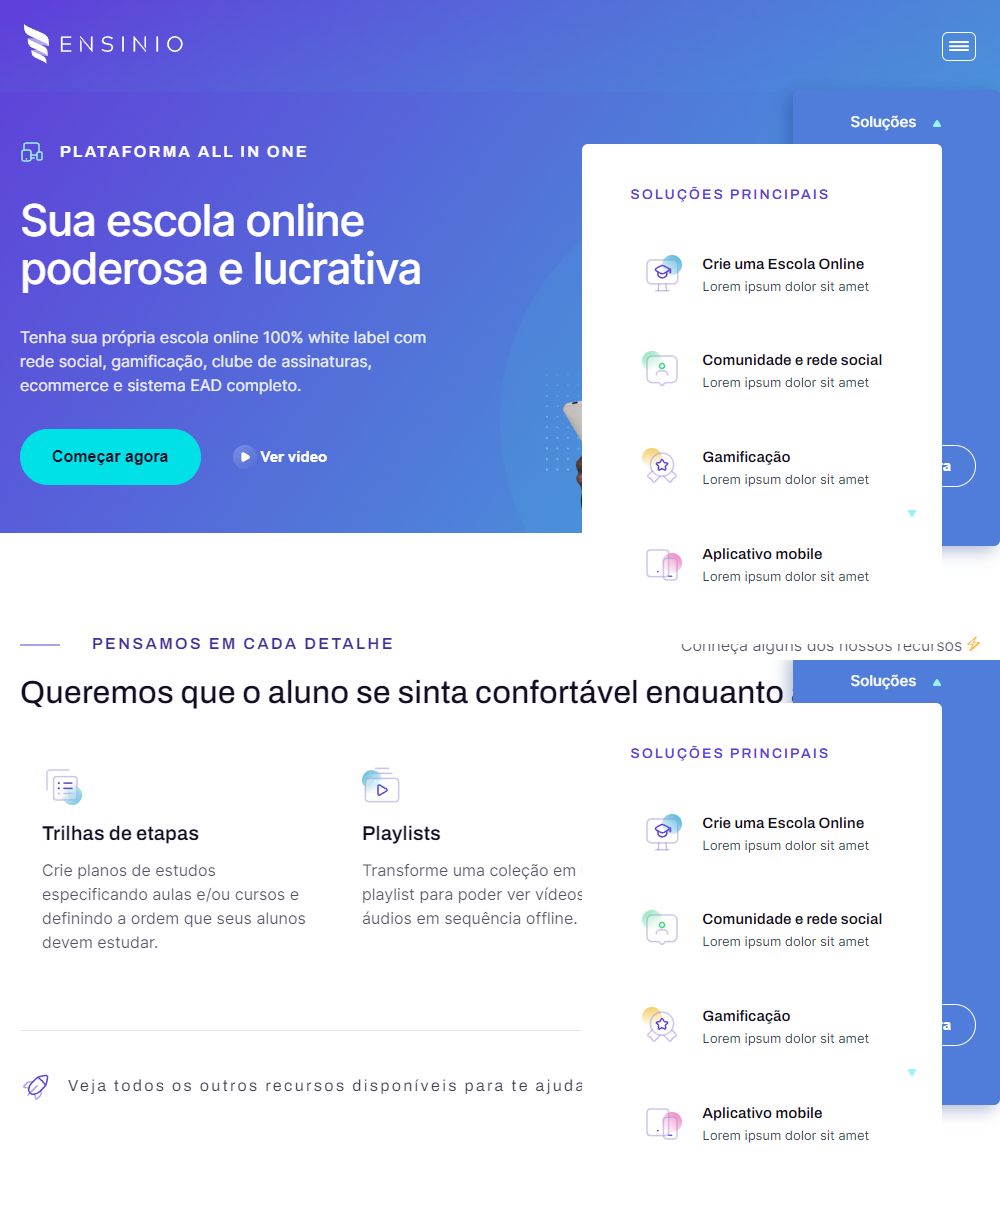 ENSINIO
Soluções
PLATAFORMA ALL IN ONE
SOLUÇÕES PRINCIPAIS
Sua escola online
poderosa e lucrativa
Crie uma Escola Online
Lorem ipsum dolor sit amet
Tenha sua própria escola online 100% white label com
rede social, gamificação, clube de assinaturas,
ecommerce e sistema EAD completo.
Comunidade e rede social
Lorem ipsum dolor sit amet
Começar agora
Ver vídeo
Gamificação
Lorem ipsum dolor sit amet
ra
Aplicativo mobile
Lorem ipsum dolor sit amet
PENSAMOS EM CADA DETALHE
Conheça alguns dos nossos recursos
Queremos que o aluno se sinta confortável enquanto
Soluções
SOLUÇÕES PRINCIPAIS
Trilhas de etapas
Crie planos de estudos
especificando aulas e/ou cursos e
definindo a ordem que seus alunos
devem estudar.
Playlists
Transforme uma coleção em
playlist para poder ver vídeos
áudios em sequência offline.
Crie uma Escola Online
Lorem ipsum dolor sit amet
Comunidade e rede social
Lorem ipsum dolor sit amet
Gamificação
Lorem ipsum dolor sit amet
ra
Veja todos os outros recursos disponíveis para te ajuda
Aplicativo mobile
Lorem ipsum dolor sit amet